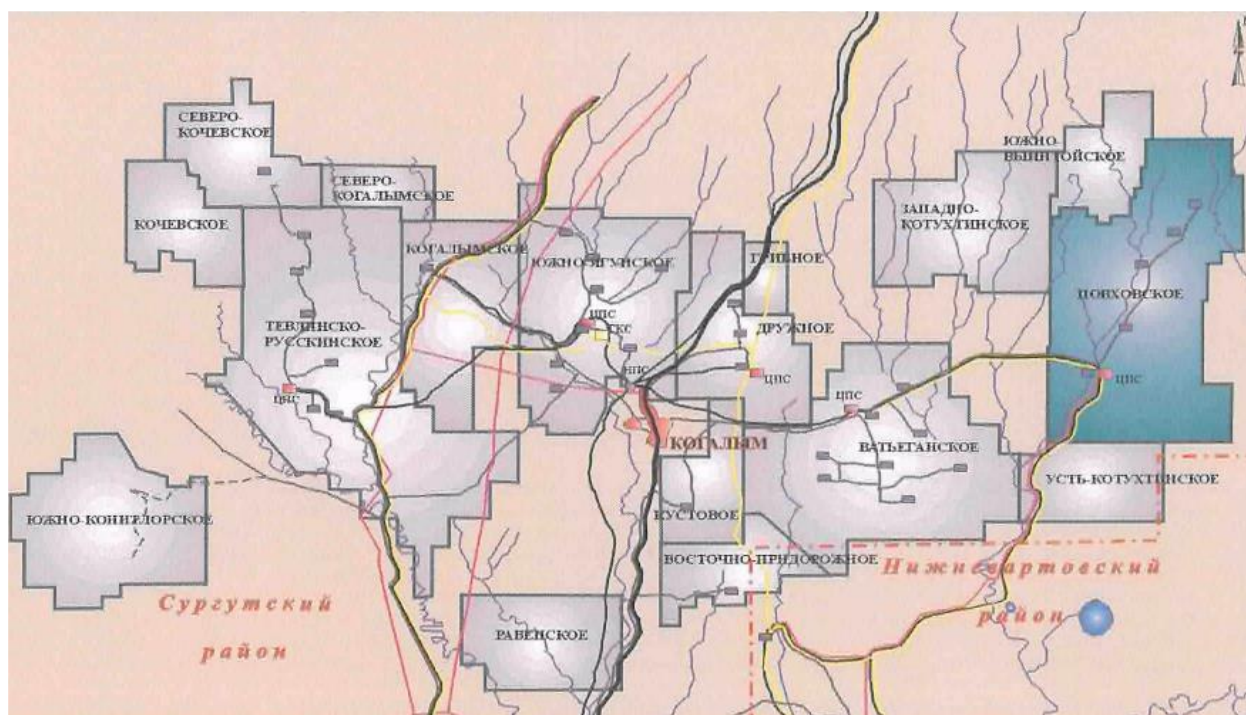 СЕВЕРО-
КОЧЕВСКОЕ
СЕВЕРО-
КОГАЛЫМСКОЕ
КОЧЕВСКОЕ
КОГАЛЫМСКОЕ
ЮЖНО-ЯГУНСКОЕ
ГРИБНОЕ
ЮЖНО-
ВЫИНТОЙСКОЕ
ЗАПАДНО-
КОТУХТИНСКОЕ
ПОВХОВСКОЕ
ТЕВЛИНСКО-
РУССКИНСКОЕ
ЦПС
ГКС
ДРУЖНОЕ
НПС
ЦПС
ЦПС
ЦПС
ЦПС
КОГАЛЫМ
ВАТЬЕГАНСКОЕ
УСТЬ-КОТУХТИНСКОЕ
ЮЖНО-КОНИТЛОРСКОЕ
КУСТОВОЕ
ВОСТОЧНО-ПРИДОРОЖНОЕ
Сургутский
район
Нижневартовский
район
РАВЕНСКОЕ